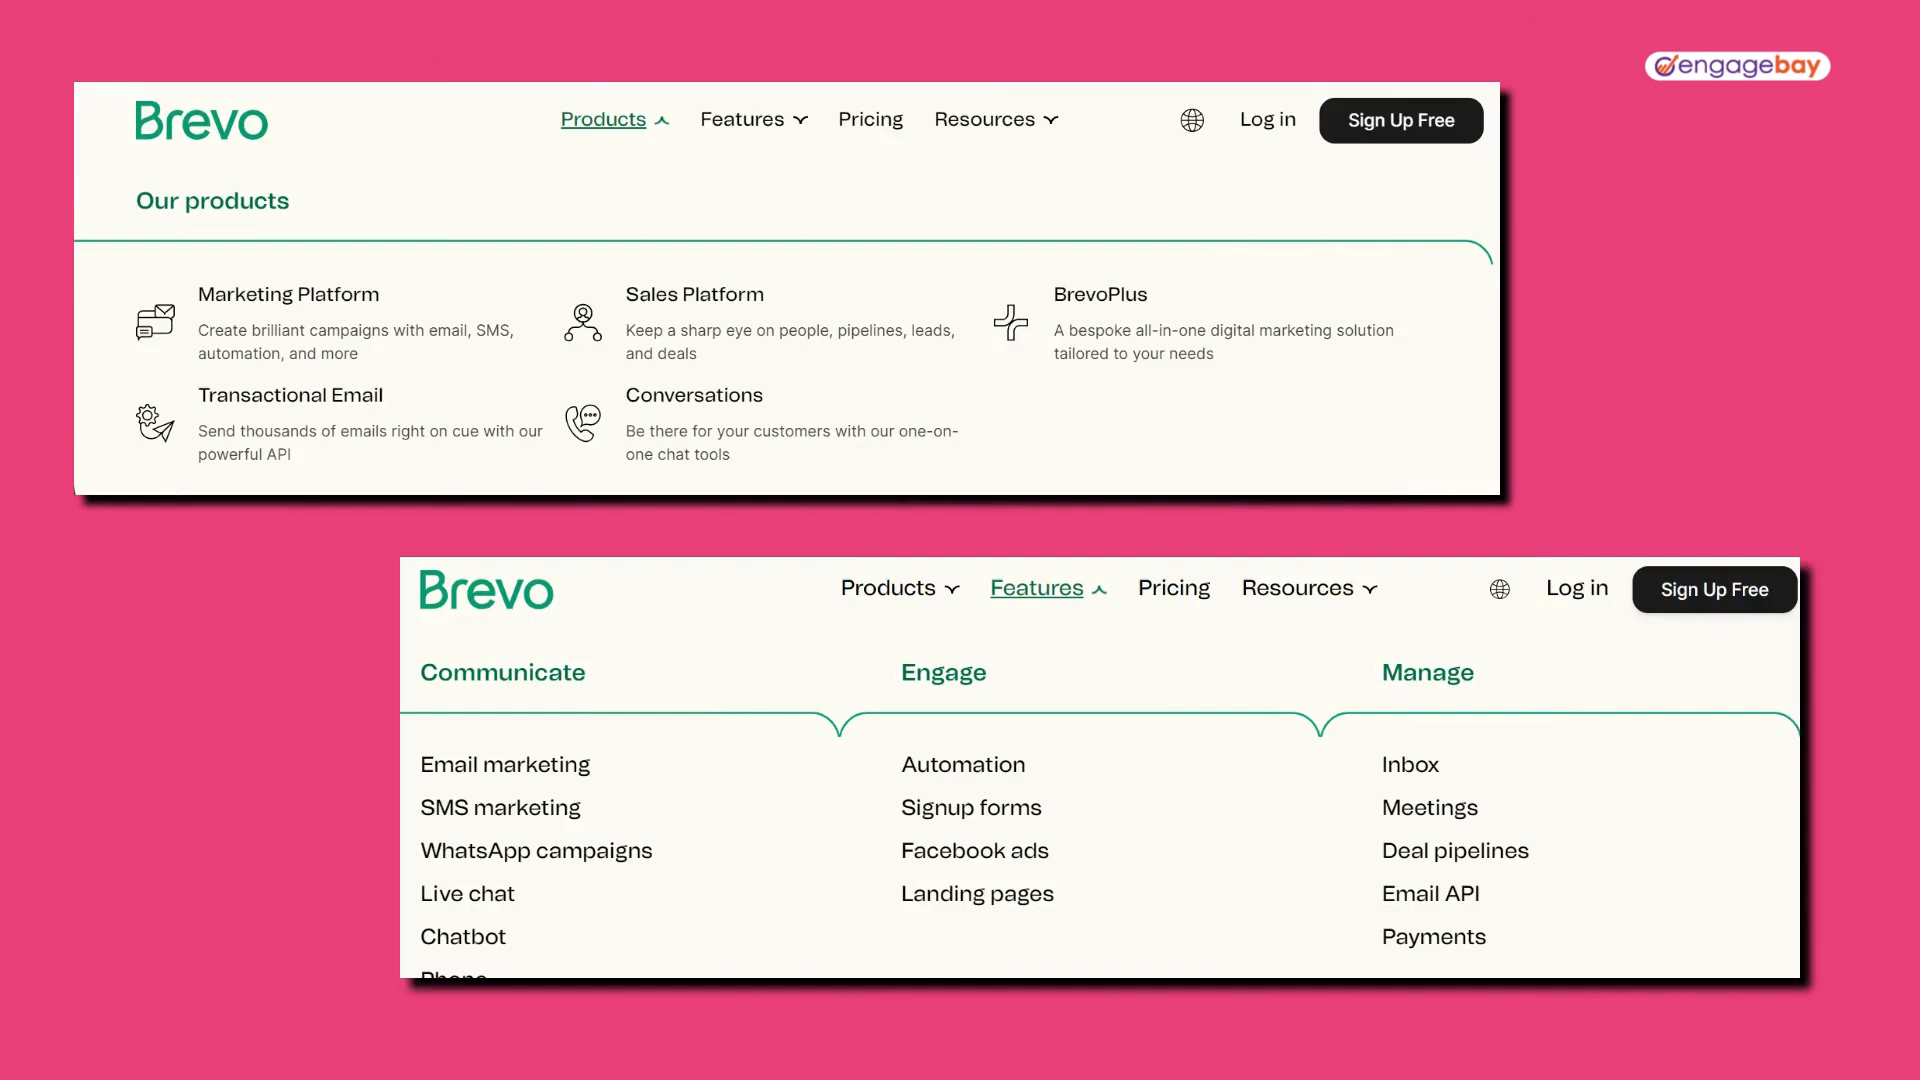 engagebay
Brevo
Products
Features
Pricing
Resources
Log in
Sign Up Free
Our products
Marketing Platform
Create brilliant campaigns with email, SMS,
automation, and more
Sales Platform
Keep a sharp eye on people, pipelines, leads,
and deals
BrevoPlus
A bespoke all-in-one digital marketing solution
tailored to your needs
Transactional Email
Send thousands of emails right on cue with our
powerful API
Conversations
Be there for your customers with our one-on-
one chat tools
Brevo
Products
Features
Pricing
Resources
Log in
Sign Up Free
Communicate
Email marketing
SMS marketing
WhatsApp campaigns
Live chat
Chatbot
Phone
Engage
Automation
Signup forms
Facebook ads
Landing pages
Manage
Inbox
Meetings
Deal pipelines
Email API
Payments